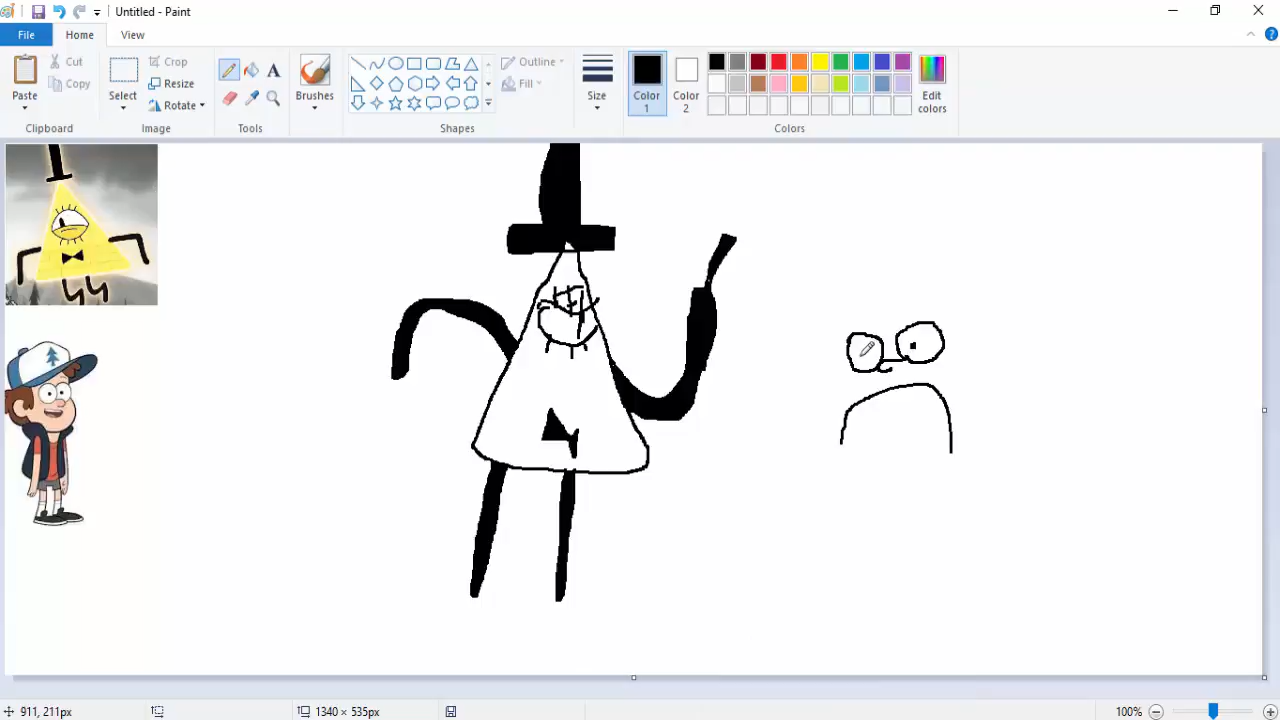 Untitled - Paint
File Home View
Paste Cut Copy Select Crop Resize Rotate A Brushes Outline Fill Size Color 1 Color 2 Edit colors
Clipboard Image Tools Shapes Colors
911, 211px 1340 × 535px 100%